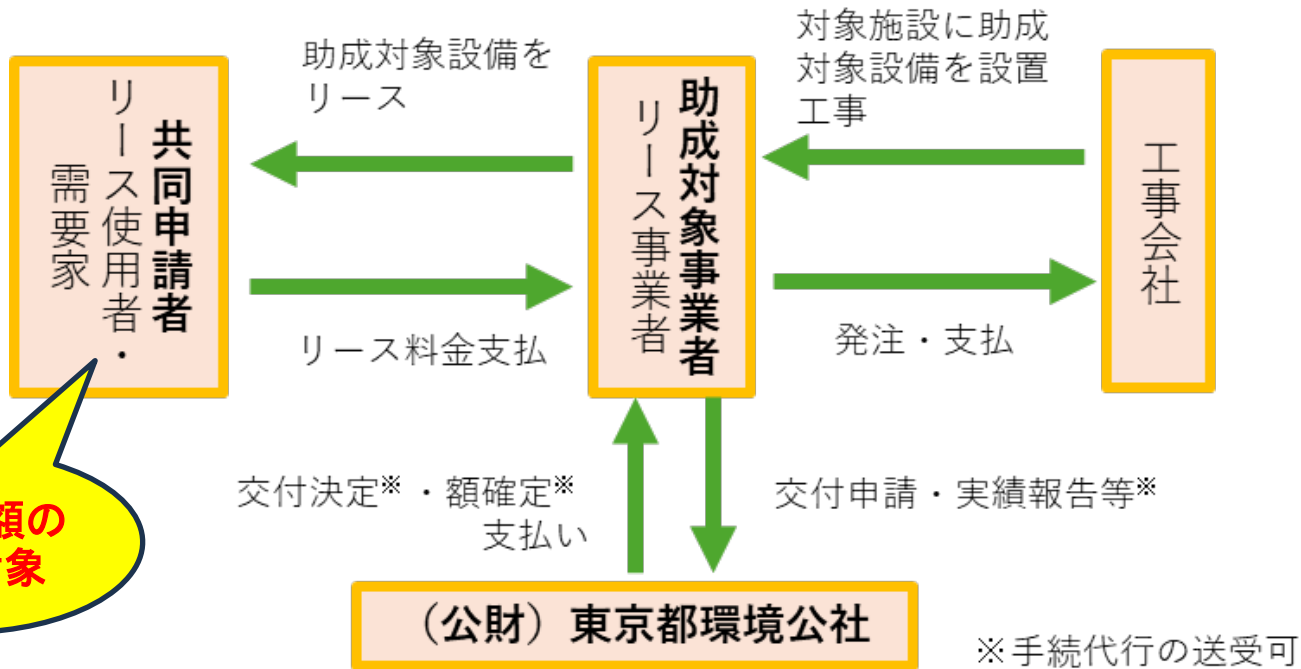 助成対象設備を
リース
対象施設に助成
対象設備を設置
工事
共同申請者
リース使用者・
需要家
助成対象事業者
リース事業者
工事会社
リース料金支払
発注・支払
額の
象
交付決定※・額確定※
支払い
交付申請・実績報告等※
（公財）東京都環境公社
※手続代行の送受可